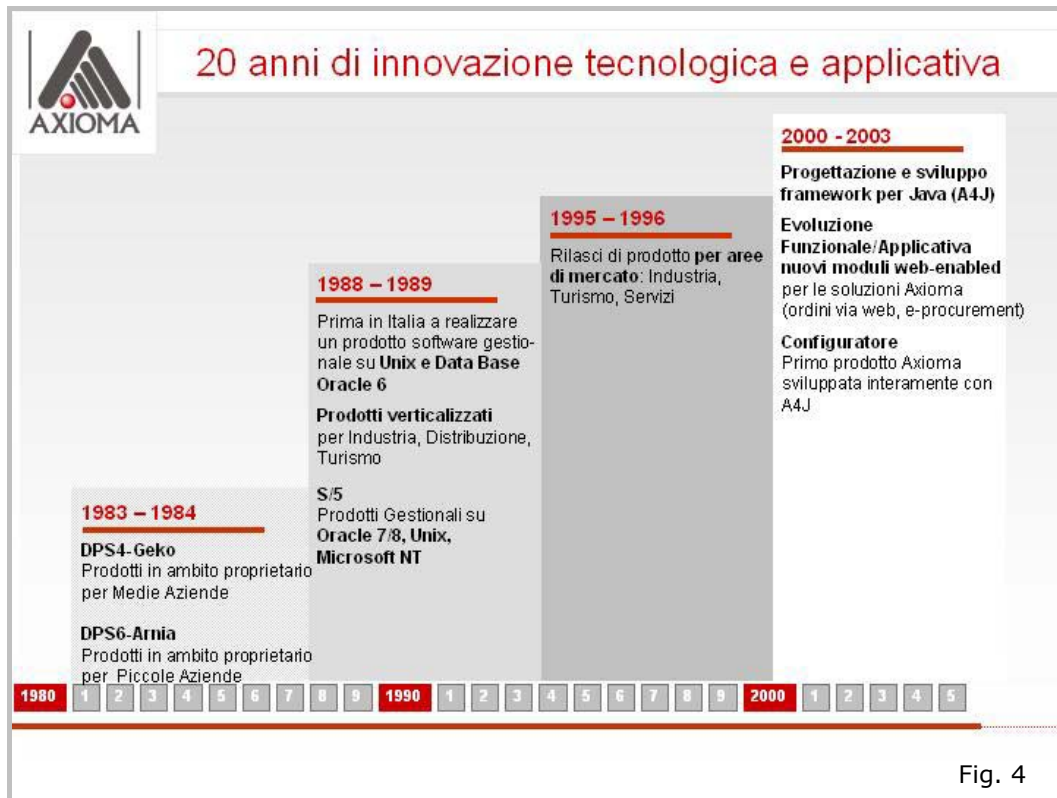 AXIOMA
20 anni di innovazione tecnologica e applicativa
1983 – 1984
DPS4-Geko
Prodotti in ambito proprietario
per Medie Aziende
DPS6-Arnia
Prodotti in ambito proprietario
per Piccole Aziende
1988 – 1989
Prima in Italia a realizzare
un prodotto software gestio-
nale su Unix e Data Base
Oracle 6
Prodotti verticalizzati
per Industria, Distribuzione,
Turismo
S/5
Prodotti Gestionali su
Oracle 7/8, Unix,
Microsoft NT
1995 – 1996
Rilasci di prodotto per aree
di mercato: Industria,
Turismo, Servizi
2000 - 2003
Progettazione e sviluppo
framework per Java (A4J)
Evoluzione
Funzionale/Applicativa
nuovi moduli web-enabled
per le soluzioni Axioma
(ordini via web, e-procurement)
Configuratore
Primo prodotto Axioma
sviluppata interamente con
A4J
1980 1 2 3 4 5 6 7 8 9 1990 1 2 3 4 5 6 7 8 9 2000 1 2 3 4 5
Fig. 4